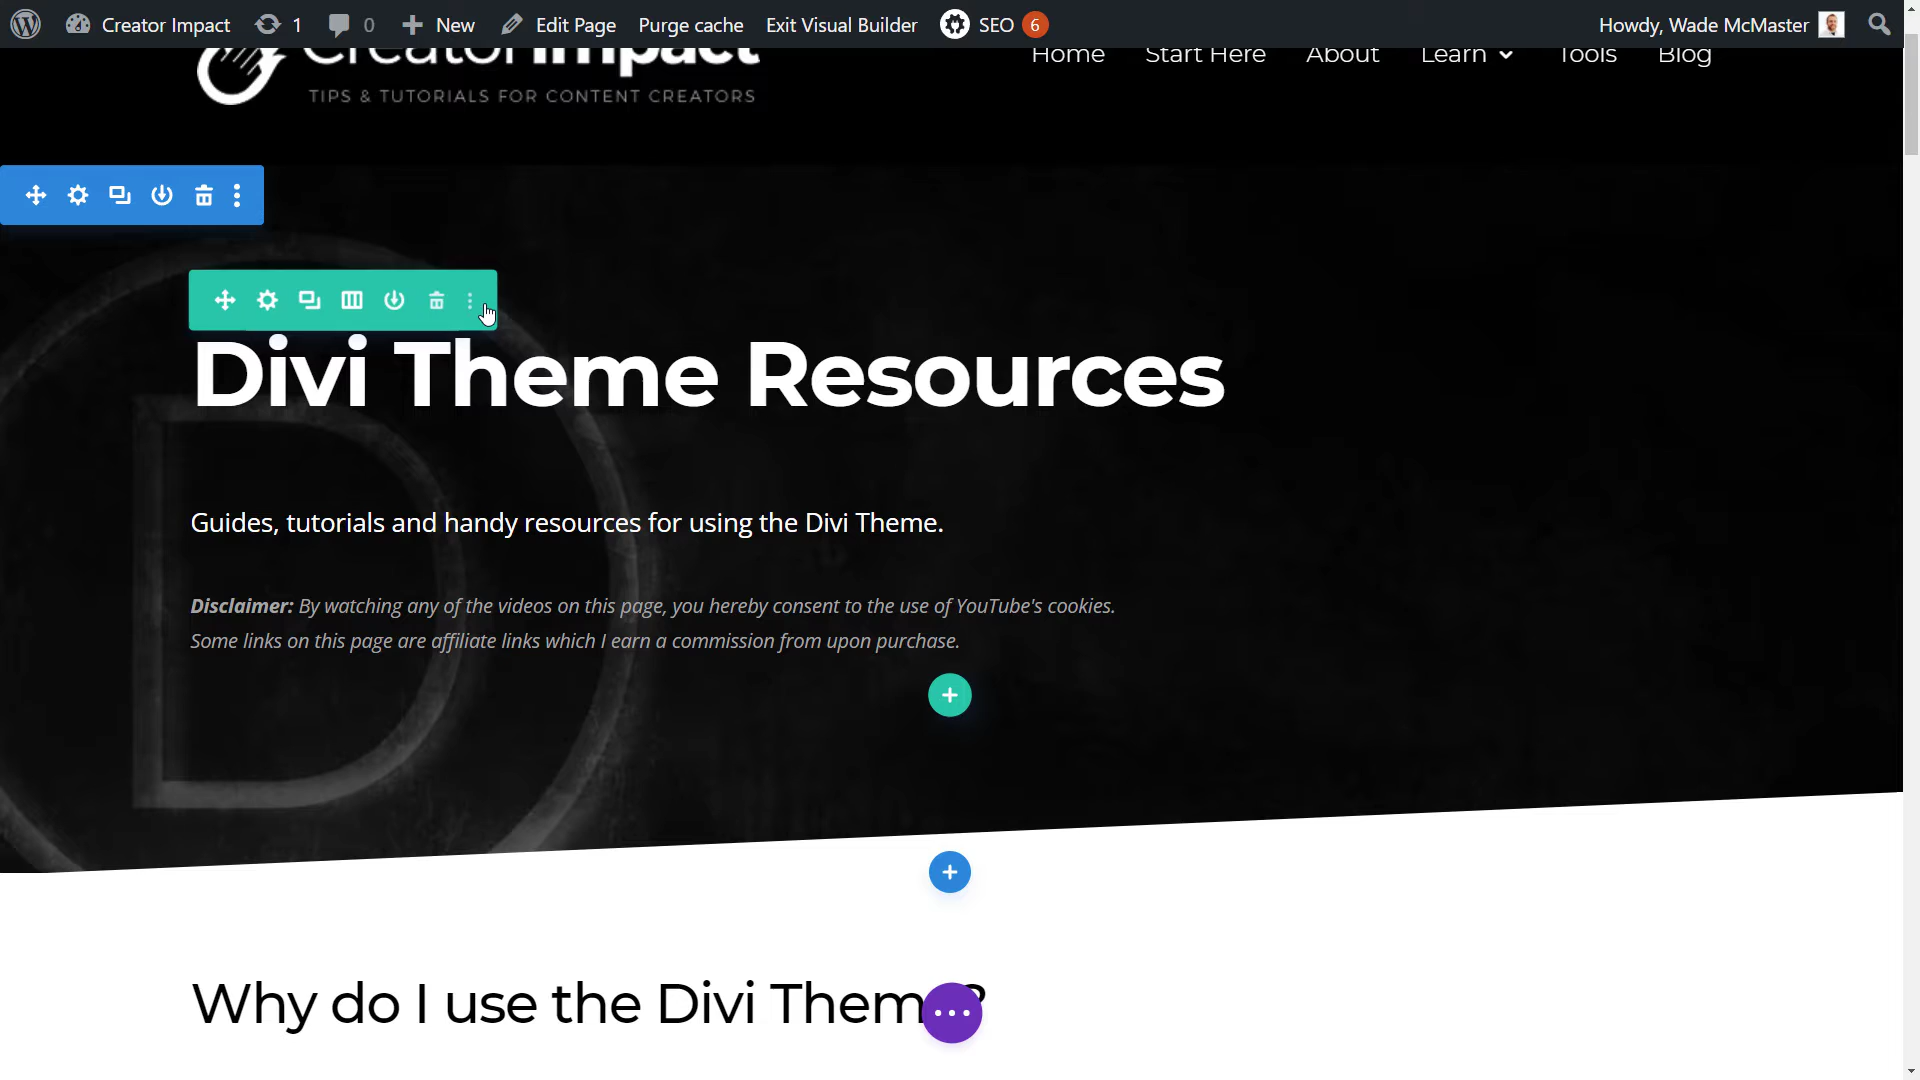 Creator Impact 1 0 New Edit Page Purge cache Exit Visual Builder SEO 6 Howdy, Wade McMaster
Creator Impact
TIPS & TUTORIALS FOR CONTENT CREATORS
Home Start Here About Learn Tools Blog
Divi Theme Resources
Guides, tutorials and handy resources for using the Divi Theme.
Disclaimer: By watching any of the videos on this page, you hereby consent to the use of YouTube's cookies.
Some links on this page are affiliate links which I earn a commission from upon purchase.
Why do I use the Divi Theme?